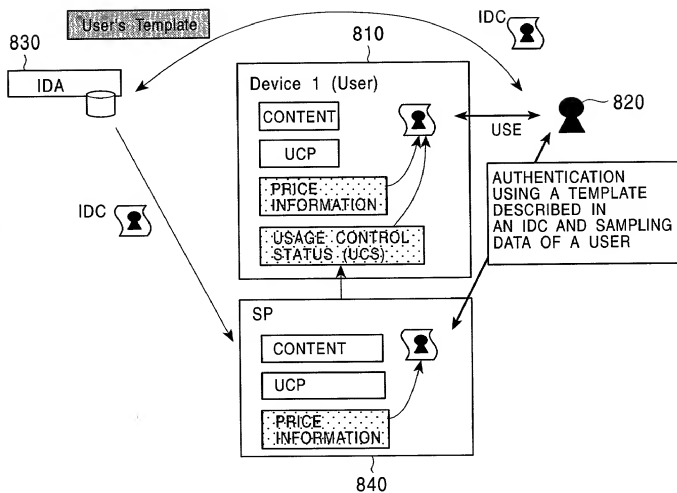 User's Template
IDC
830
810
IDA
Device 1 (User)
820
CONTENT
USE
UCP
AUTHENTICATION
USING A TEMPLATE
DESCRIBED IN
AN IDC AND SAMPLING
DATA OF A USER
PRICE
INFORMATION
IDC
USAGE CONTROL
STATUS (UCS)
SP
CONTENT
UCP
PRICE
INFORMATION
840